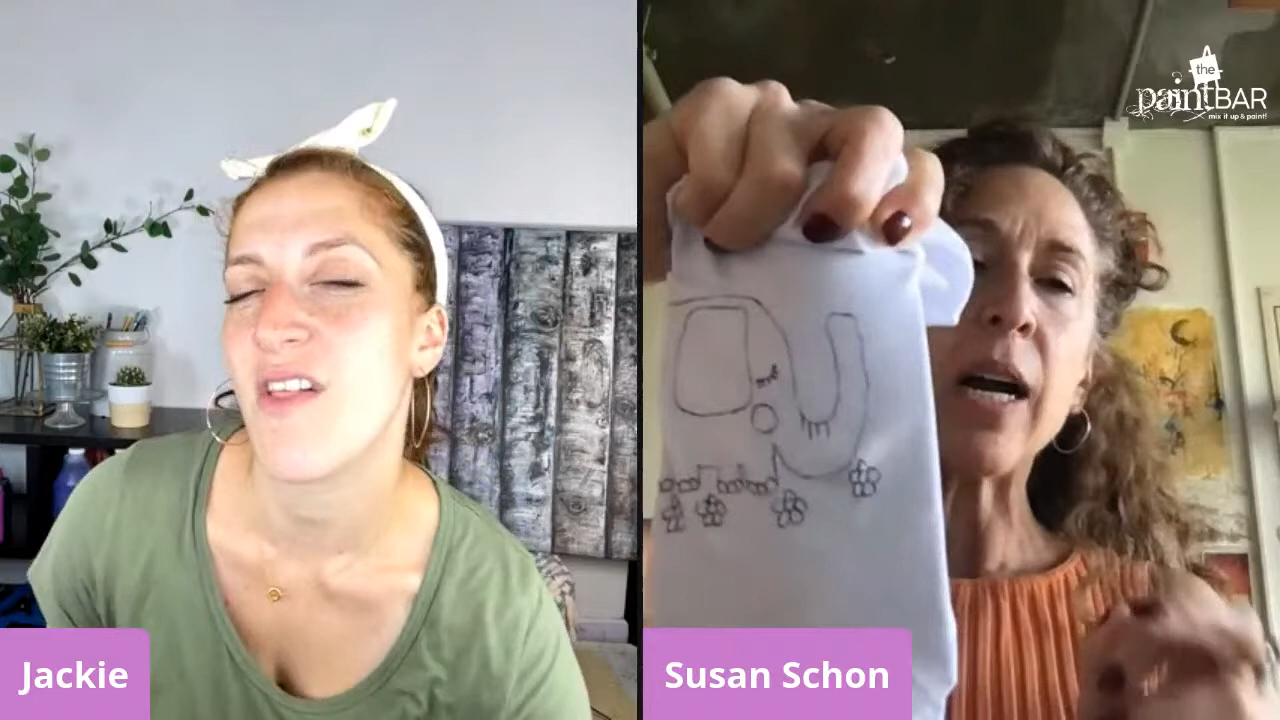 the
paintBAR
mix it up & paint!
Jackie
Susan Schon